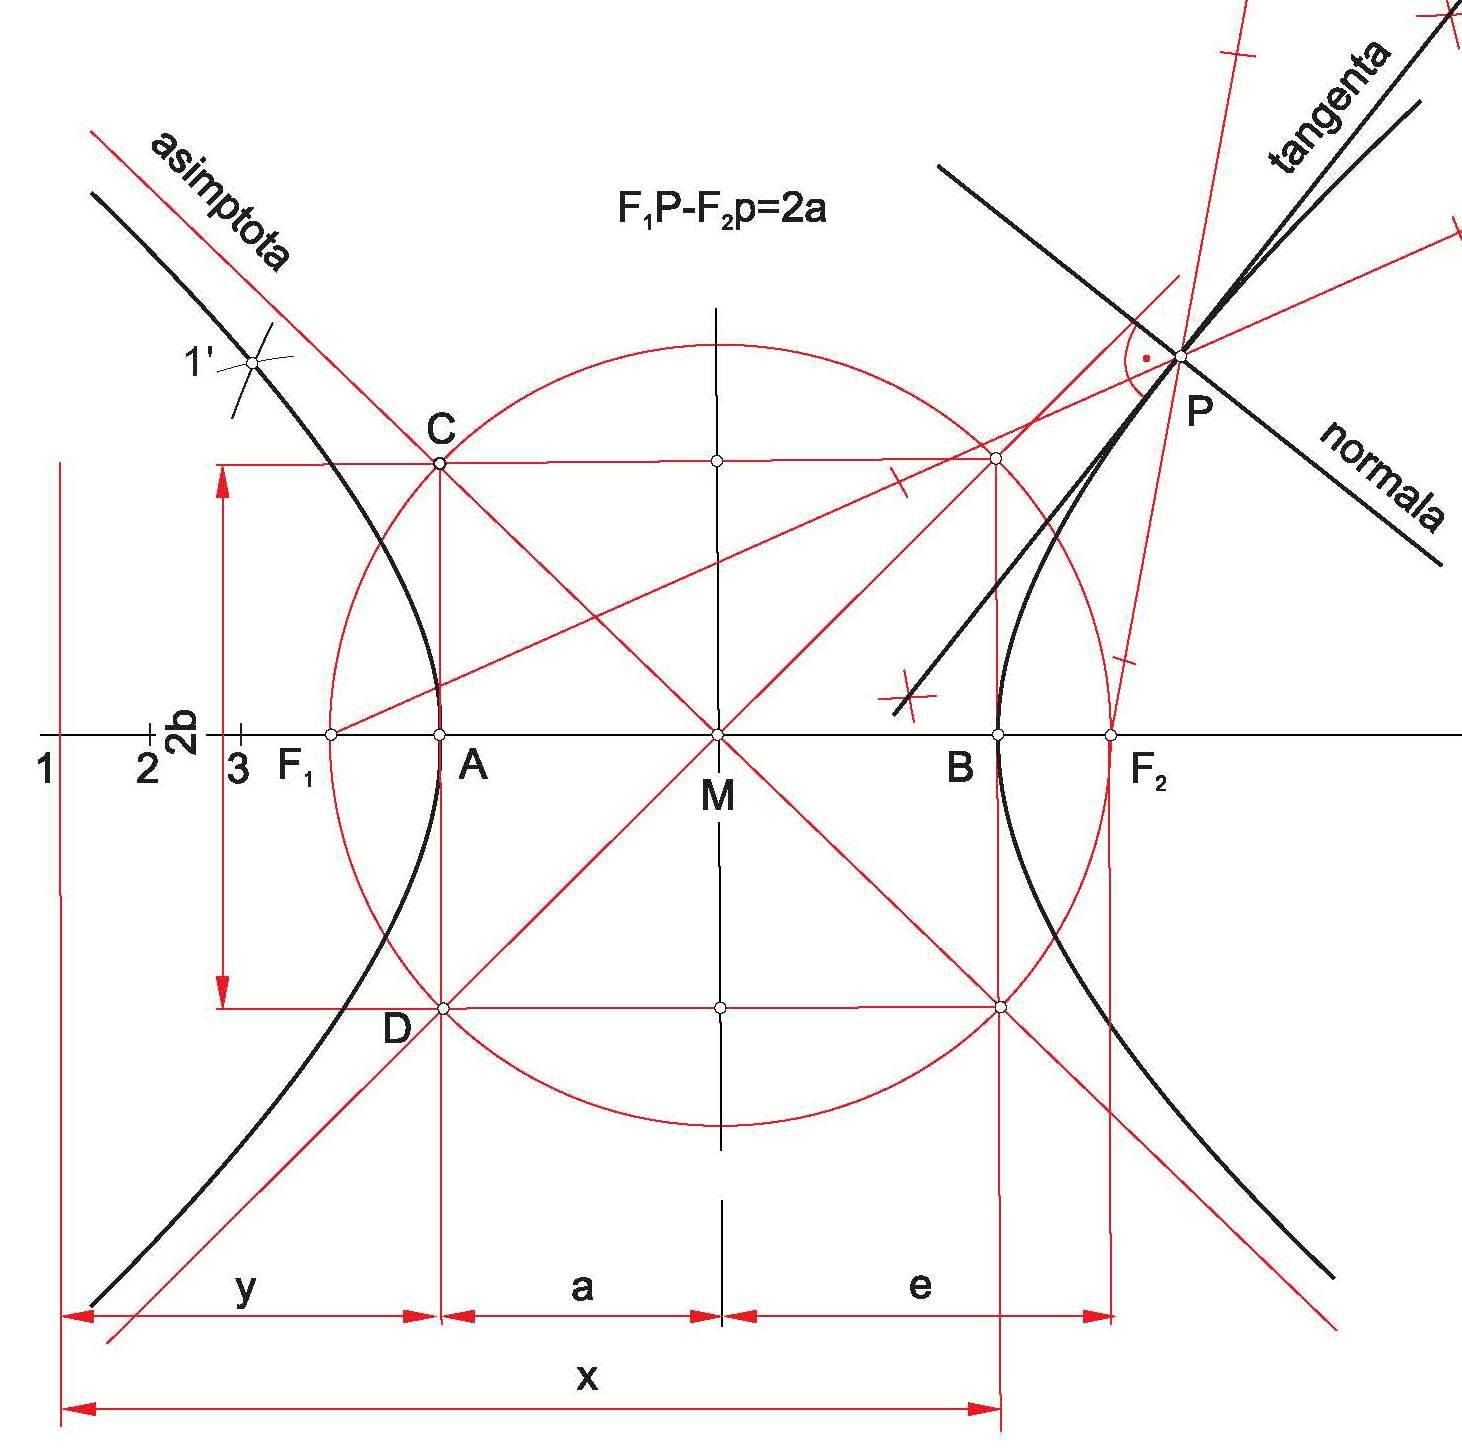 tangenta
asimptota
F₁P-F₂p=2a
1'
P
C
normala
2b
1
2
3
F₁
A
M
B
F₂
D
y
a
e
x